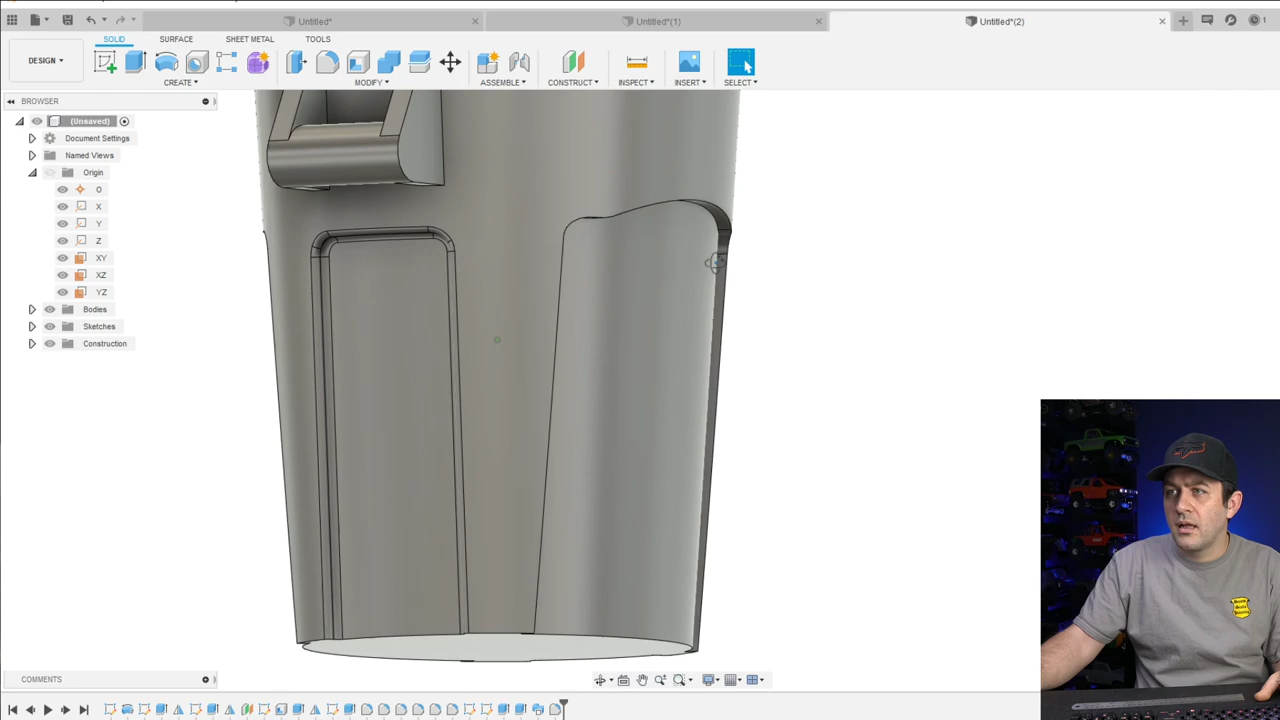 Untitled*
Untitled*(1)
Untitled*(2)
1
DESIGN
SOLID
SURFACE
SHEET METAL
TOOLS
CREATE
MODIFY
ASSEMBLE
CONSTRUCT
INSPECT
INSERT
SELECT
BROWSER
(Unsaved)
Document Settings
Named Views
Origin
O
X
Y
Z
XY
XZ
YZ
Bodies
Sketches
Construction
COMMENTS